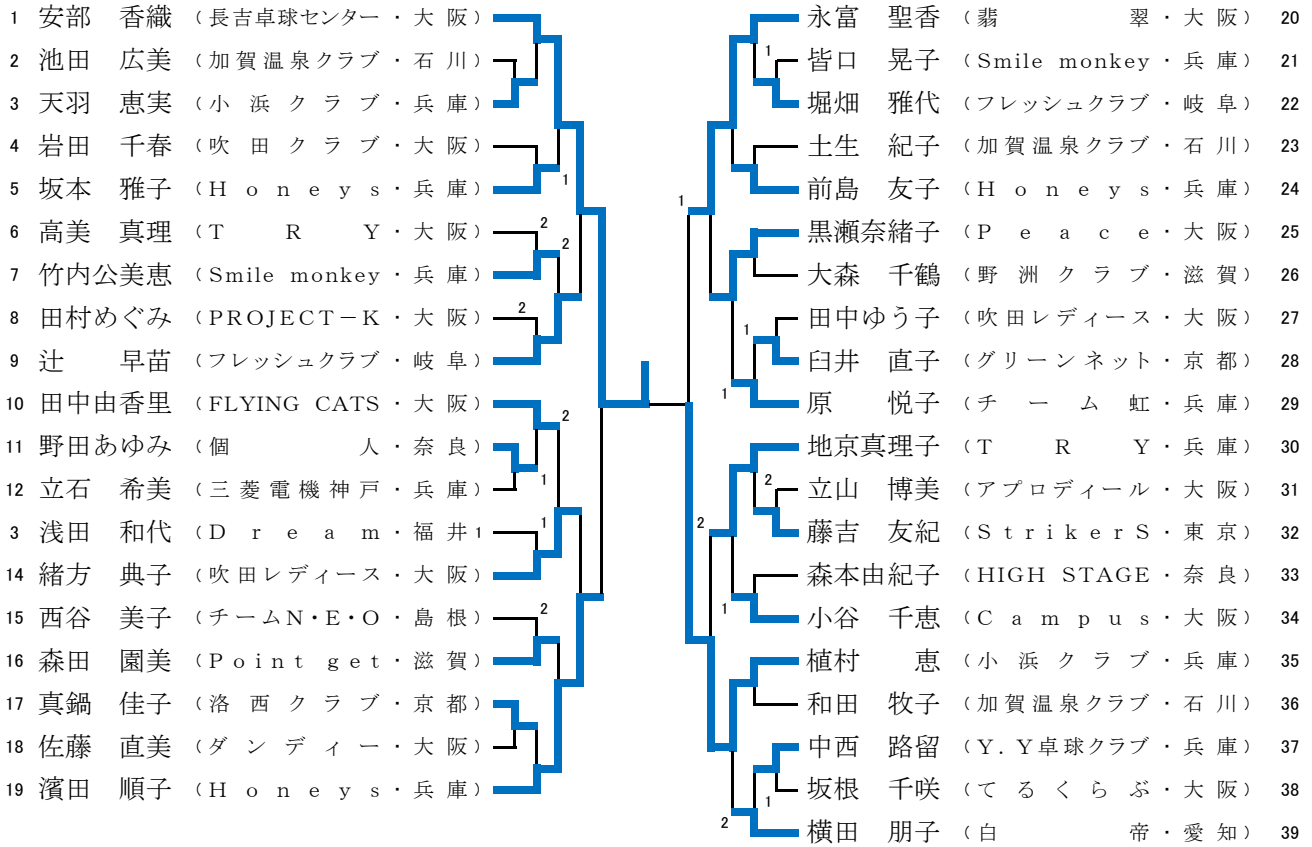 1 安部 香織 （長吉卓球センター・大 阪）
2 池田 広美 （加賀温泉クラブ・石 川）
3 天羽 恵実 （小 浜 ク ラ ブ・兵 庫）
4 岩田 千春 （吹 田 ク ラ ブ・大 阪）
5 坂本 雅子 （H o n e y s・兵 庫）
1
6 高美 真理 （T R Y・大 阪）
2
2
7 竹内公美恵 （Smile monkey・兵 庫）
8 田村めぐみ （PROJECT－K・大 阪）
2
9 辻 早苗 （フレッシュクラブ・岐 阜）
10 田中由香里 （FLYING CATS・大 阪）
2
11 野田あゆみ （個 人・奈 良）
12 立石 希美 （三 菱 電 機 神 戸・兵 庫）
1
3 浅田 和代 （D r e a m・福 井 1
1
14 緒方 典子 （吹田レディース・大 阪）
15 西谷 美子 （チームN・E・O・島 根）
2
16 森田 園美 （Point get・滋 賀）
17 真鍋 佳子 （洛 西 ク ラ ブ・京 都）
18 佐藤 直美 （ダ ン デ ィ ー・大 阪）
19 濱田 順子 （H o n e y s・兵 庫）
永富 聖香 （翡 翠・大 阪） 20
1
皆口 晃子 （Smile monkey・兵 庫） 21
堀畑 雅代 （フレッシュクラブ・岐 阜） 22
土生 紀子 （加賀温泉クラブ・石 川） 23
前島 友子 （H o n e y s・兵 庫） 24
1
黒瀬奈緒子 （P e a c e・大 阪） 25
大森 千鶴 （野 洲 ク ラ ブ・滋 賀） 26
田中ゆう子 （吹田レディース・大 阪） 27
1
臼井 直子 （グリーンネット・京 都） 28
1
原 悦子 （チ ー ム 虹・兵 庫） 29
地京真理子 （T R Y・兵 庫） 30
2
立山 博美 （アプロディール・大 阪） 31
2
藤吉 友紀 （S t r i k e r S・東 京） 32
森本由紀子 （HIGH STAGE・奈 良） 33
1
小谷 千恵 （C a m p u s・大 阪） 34
植村 恵 （小 浜 ク ラ ブ・兵 庫） 35
和田 牧子 （加賀温泉クラブ・石 川） 36
中西 路留 （Y．Y卓球クラブ・兵 庫） 37
坂根 千咲 （て る く ら ぶ・大 阪） 38
1
2
横田 朋子 （白 帝・愛 知） 39